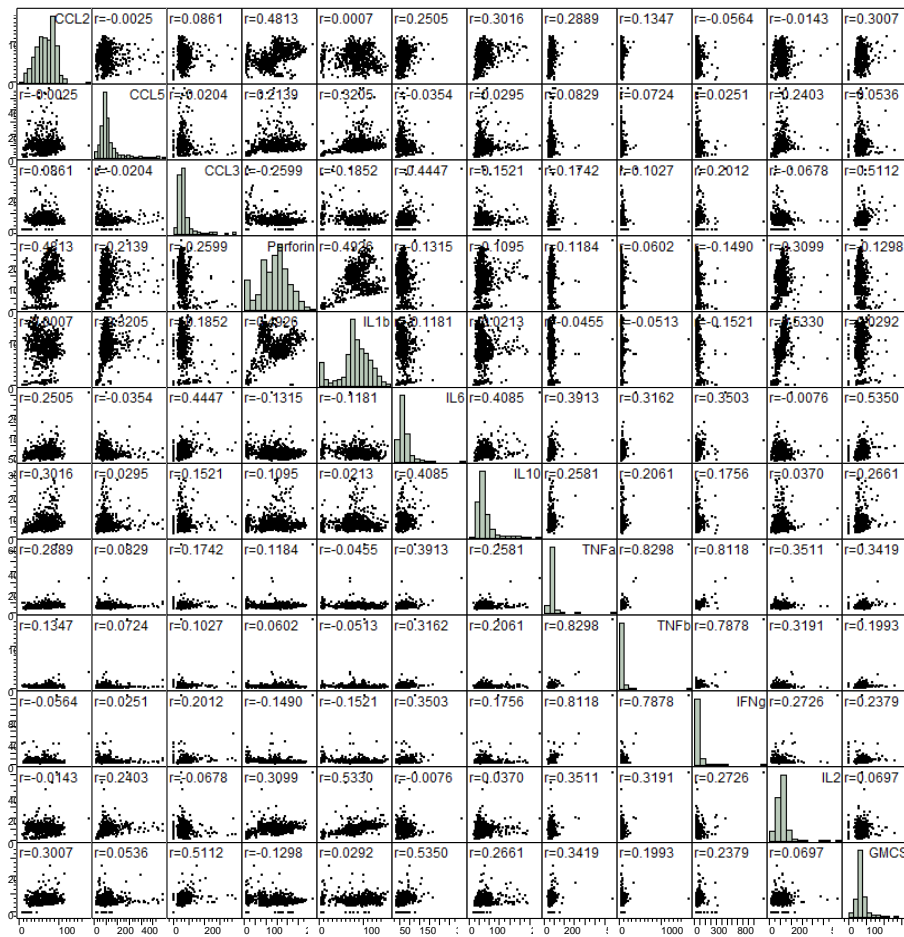 CCL2 r=-0.0025 r=0.0861 r=0.4813 r=0.0007 r=0.2505 r=0.3016 r=0.2889 r=0.1347 r=-0.0564 r=-0.0143 r=0.3007
r=-0.0025 CCL5 r=-0.0204 r=0.2139 r=0.3205 r=-0.0354 r=0.0295 r=0.0829 r=0.0724 r=0.0251 r=0.2403 r=0.0536
r=0.0861 r=-0.0204 CCL3 r=-0.2599 r=-0.1852 r=0.4447 r=0.1521 r=0.1742 r=0.1027 r=0.2012 r=-0.0678 r=0.5112
r=0.4813 r=0.2139 r=-0.2599 Perforin r=0.4926 r=-0.1315 r=0.1095 r=0.1184 r=0.0602 r=-0.1490 r=0.3099 r=-0.1298
r=0.0007 r=0.3205 r=-0.1852 r=0.4926 IL1b r=-0.1181 r=0.0213 r=-0.0455 r=-0.0513 r=-0.1521 r=0.5330 r=0.0292
r=0.2505 r=-0.0354 r=0.4447 r=-0.1315 r=-0.1181 IL6 r=0.4085 r=0.3913 r=0.3162 r=0.3503 r=-0.0076 r=0.5350
r=0.3016 r=0.0295 r=0.1521 r=0.1095 r=0.0213 r=0.4085 IL10 r=0.2581 r=0.2061 r=0.1756 r=0.0370 r=0.2661
r=0.2889 r=0.0829 r=0.1742 r=0.1184 r=-0.0455 r=0.3913 r=0.2581 TNFa r=0.8298 r=0.8118 r=0.3511 r=0.3419
r=0.1347 r=0.0724 r=0.1027 r=0.0602 r=-0.0513 r=0.3162 r=0.2061 r=0.8298 TNFb r=0.7878 r=0.3191 r=0.1993
r=-0.0564 r=0.0251 r=0.2012 r=-0.1490 r=-0.1521 r=0.3503 r=0.1756 r=0.8118 r=0.7878 IFNg r=0.2726 r=0.2379
r=-0.0143 r=0.2403 r=-0.0678 r=0.3099 r=0.5330 r=-0.0076 r=0.0370 r=0.3511 r=0.3191 r=0.2726 IL2 r=0.0697
r=0.3007 r=0.0536 r=0.5112 r=-0.1298 r=0.0292 r=0.5350 r=0.2661 r=0.3419 r=0.1993 r=0.2379 r=0.0697 GMCS
0 100 0 200 400 0 200 0 100 0 100 50 150 0 100 0 200 0 1000 0 300 800 0 200 0 100